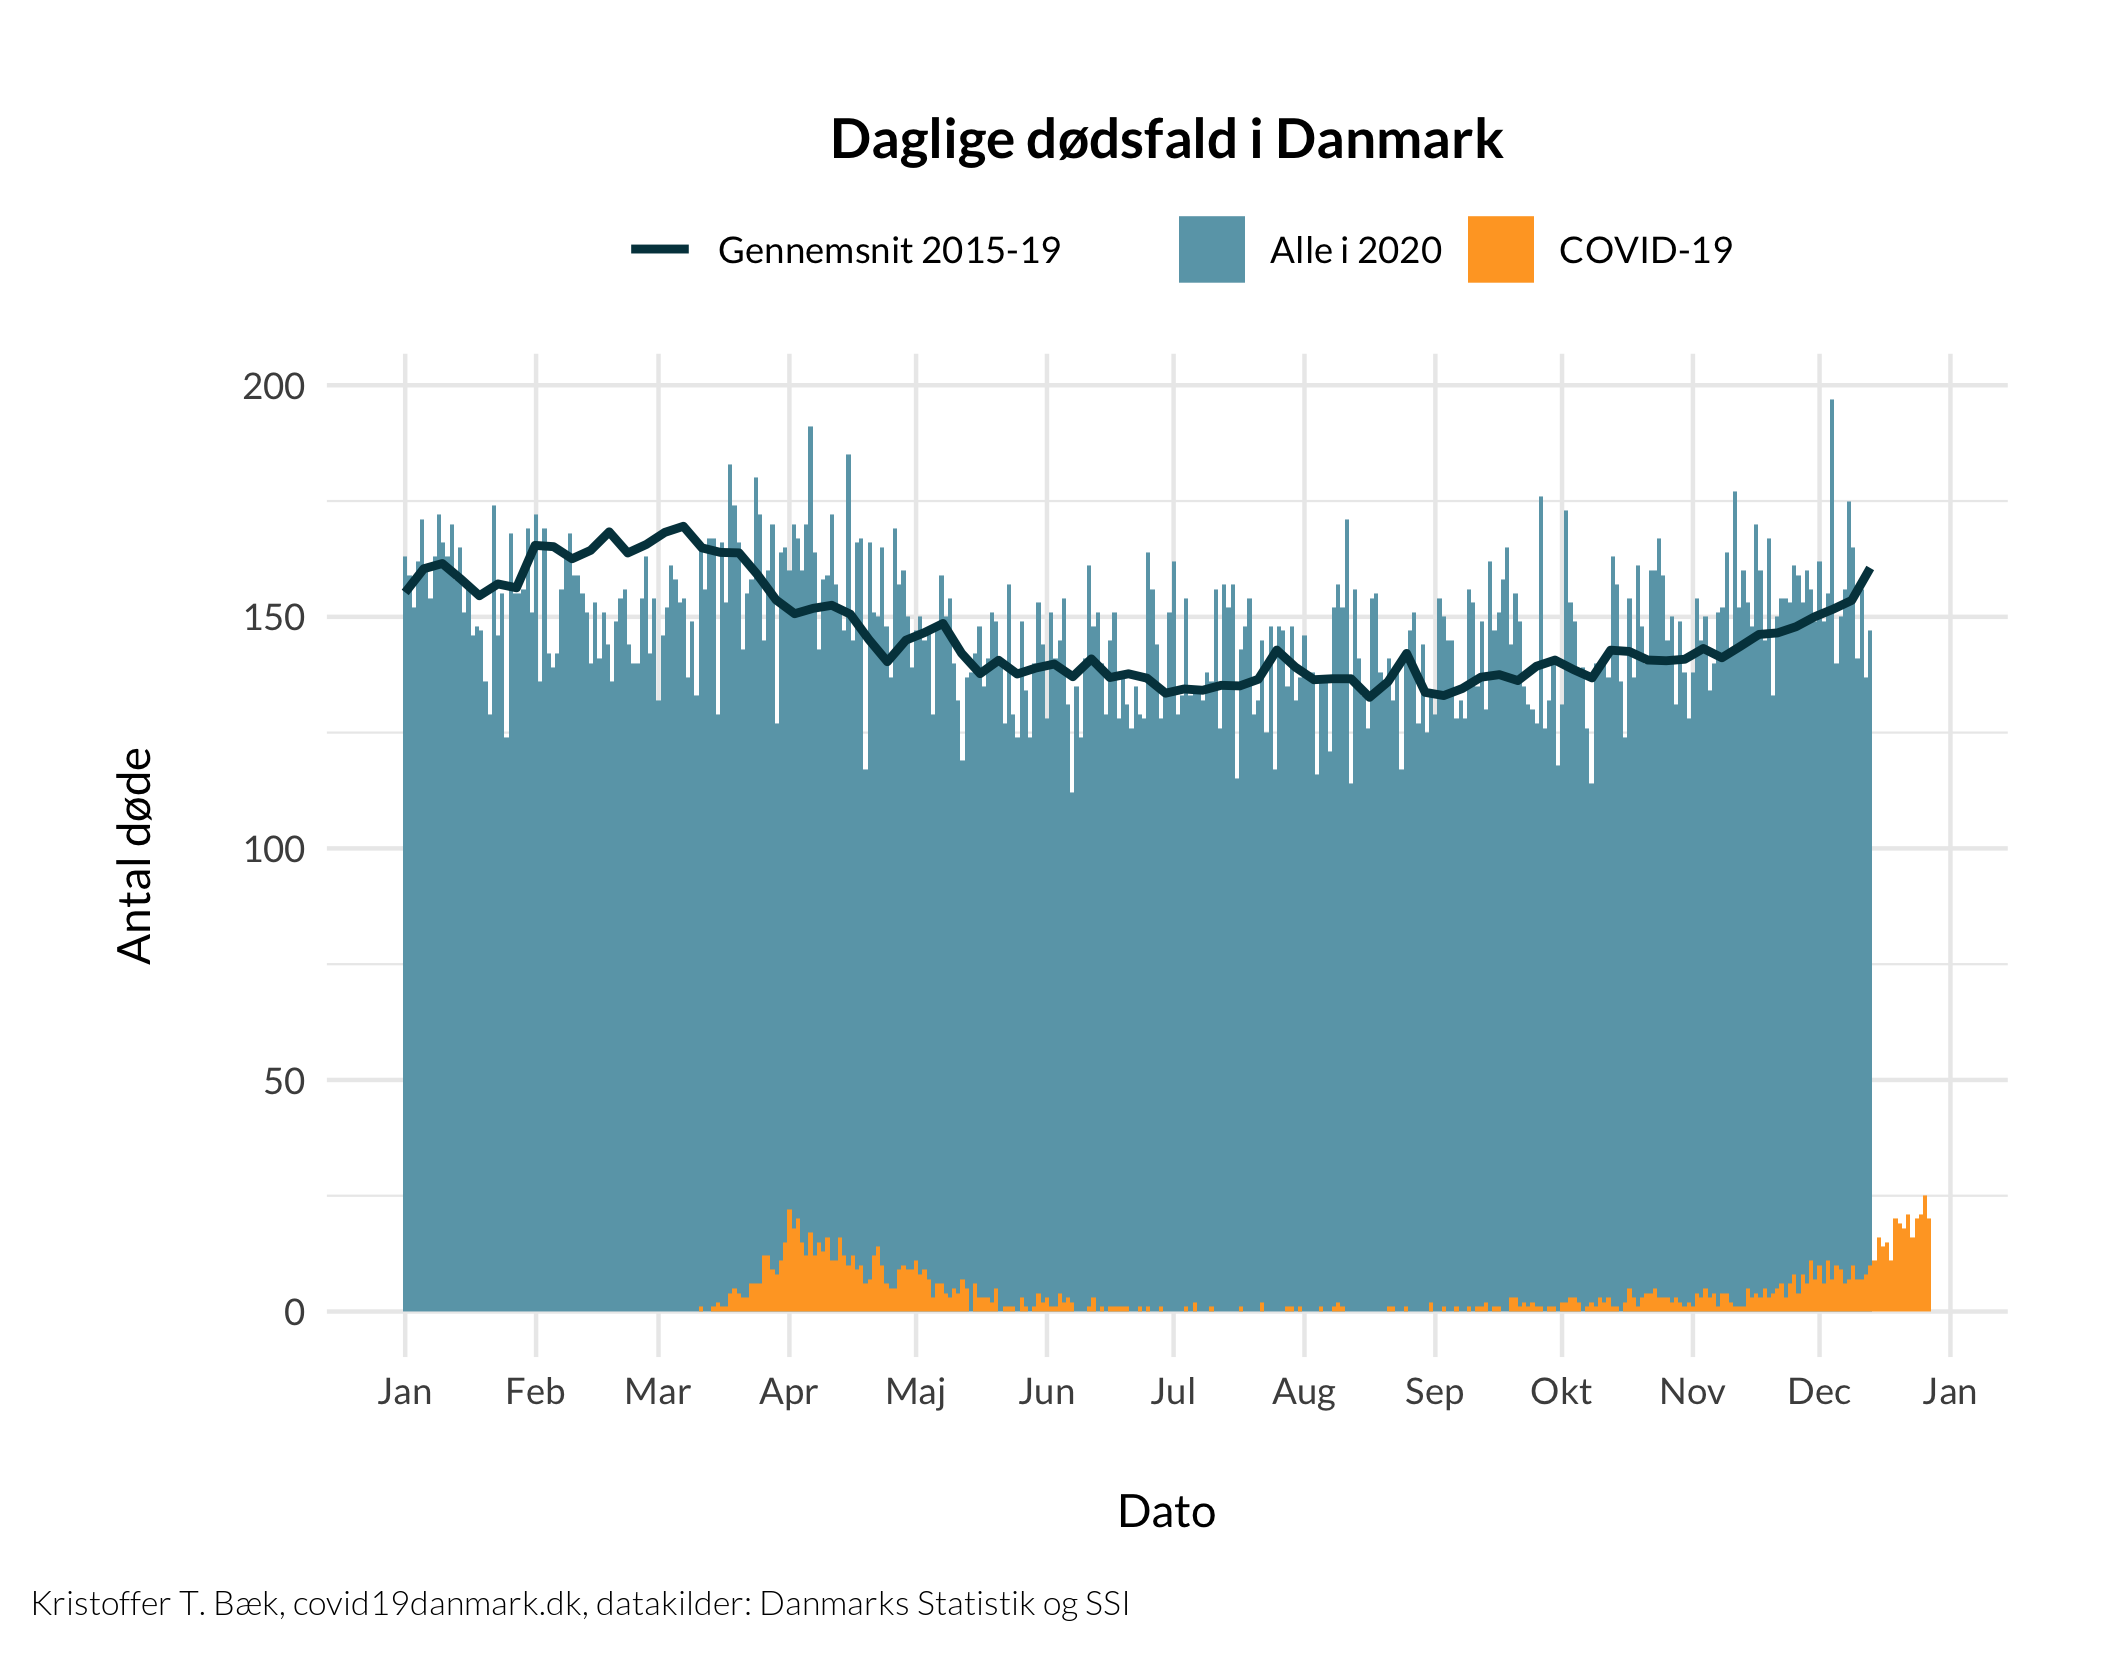 Daglige dødsfald i Danmark
Gennemsnit 2015-19 Alle i 2020 COVID-19
200
150
100
50
0
Antal døde
Jan Feb Mar Apr Maj Jun Jul Aug Sep Okt Nov Dec Jan
Dato
Kristoffer T. Bæk, covid19danmark.dk, datakilder: Danmarks Statistik og SSI